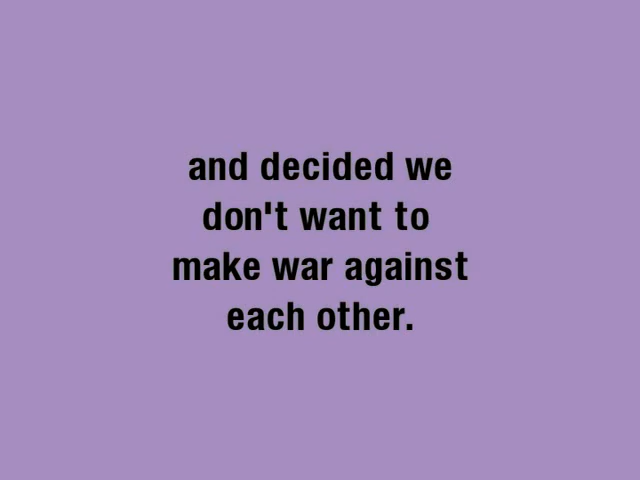 and decided we
don't want to
make war against
each other.